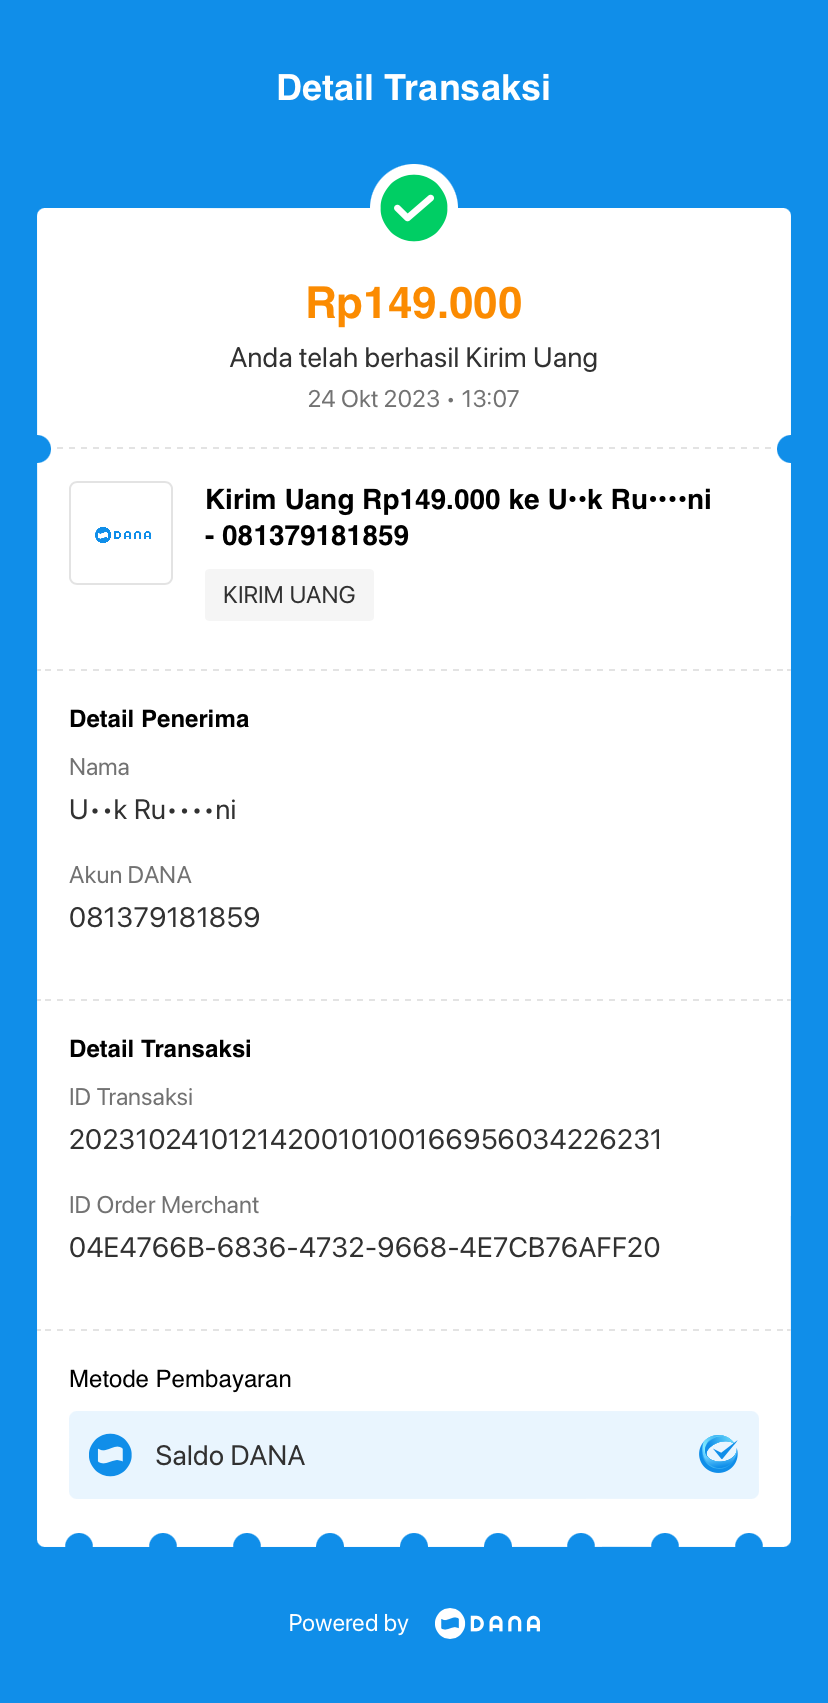 Detail Transaksi
Rp149.000
Anda telah berhasil Kirim Uang
24 Okt 2023 • 13:07
DANA
Kirim Uang Rp149.000 ke U••k Ru••••ni
- 081379181859
KIRIM UANG
Detail Penerima
Nama
U••k Ru••••ni
Akun DANA
081379181859
Detail Transaksi
ID Transaksi
2023102410121420010100166956034226231
ID Order Merchant
04E4766B-6836-4732-9668-4E7CB76AFF20
Metode Pembayaran
Saldo DANA
Powered by DANA